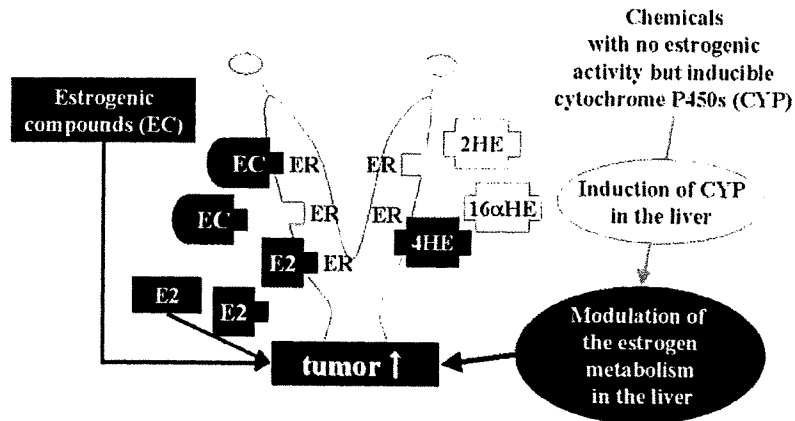 Chemicals
with no estrogenic
activity but inducible
cytochrome P450s (CYP)
Estrogenic
compounds (EC)
EC
ER
ER
2HE
EC
ER
ER
16αHE
Induction of CYP
in the liver
E2
ER
4HE
E2
E2
Modulation of
the estrogen
metabolism
in the liver
tumor ↑